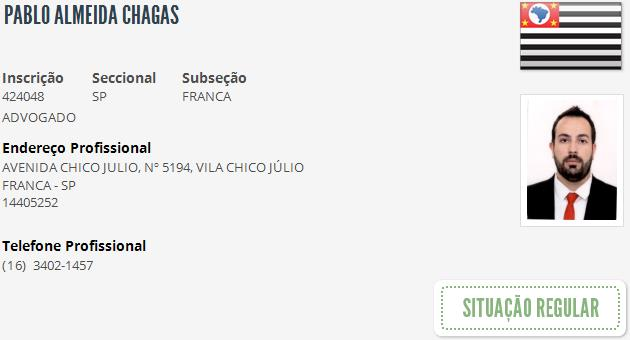 PABLO ALMEIDA CHAGAS
Inscrição Seccional Subseção
424048 SP FRANCA
ADVOGADO
Endereço Profissional
AVENIDA CHICO JULIO, Nº 5194, VILA CHICO JÚLIO
FRANCA - SP
14405252
Telefone Profissional
(16) 3402-1457
SITUAÇÃO REGULAR